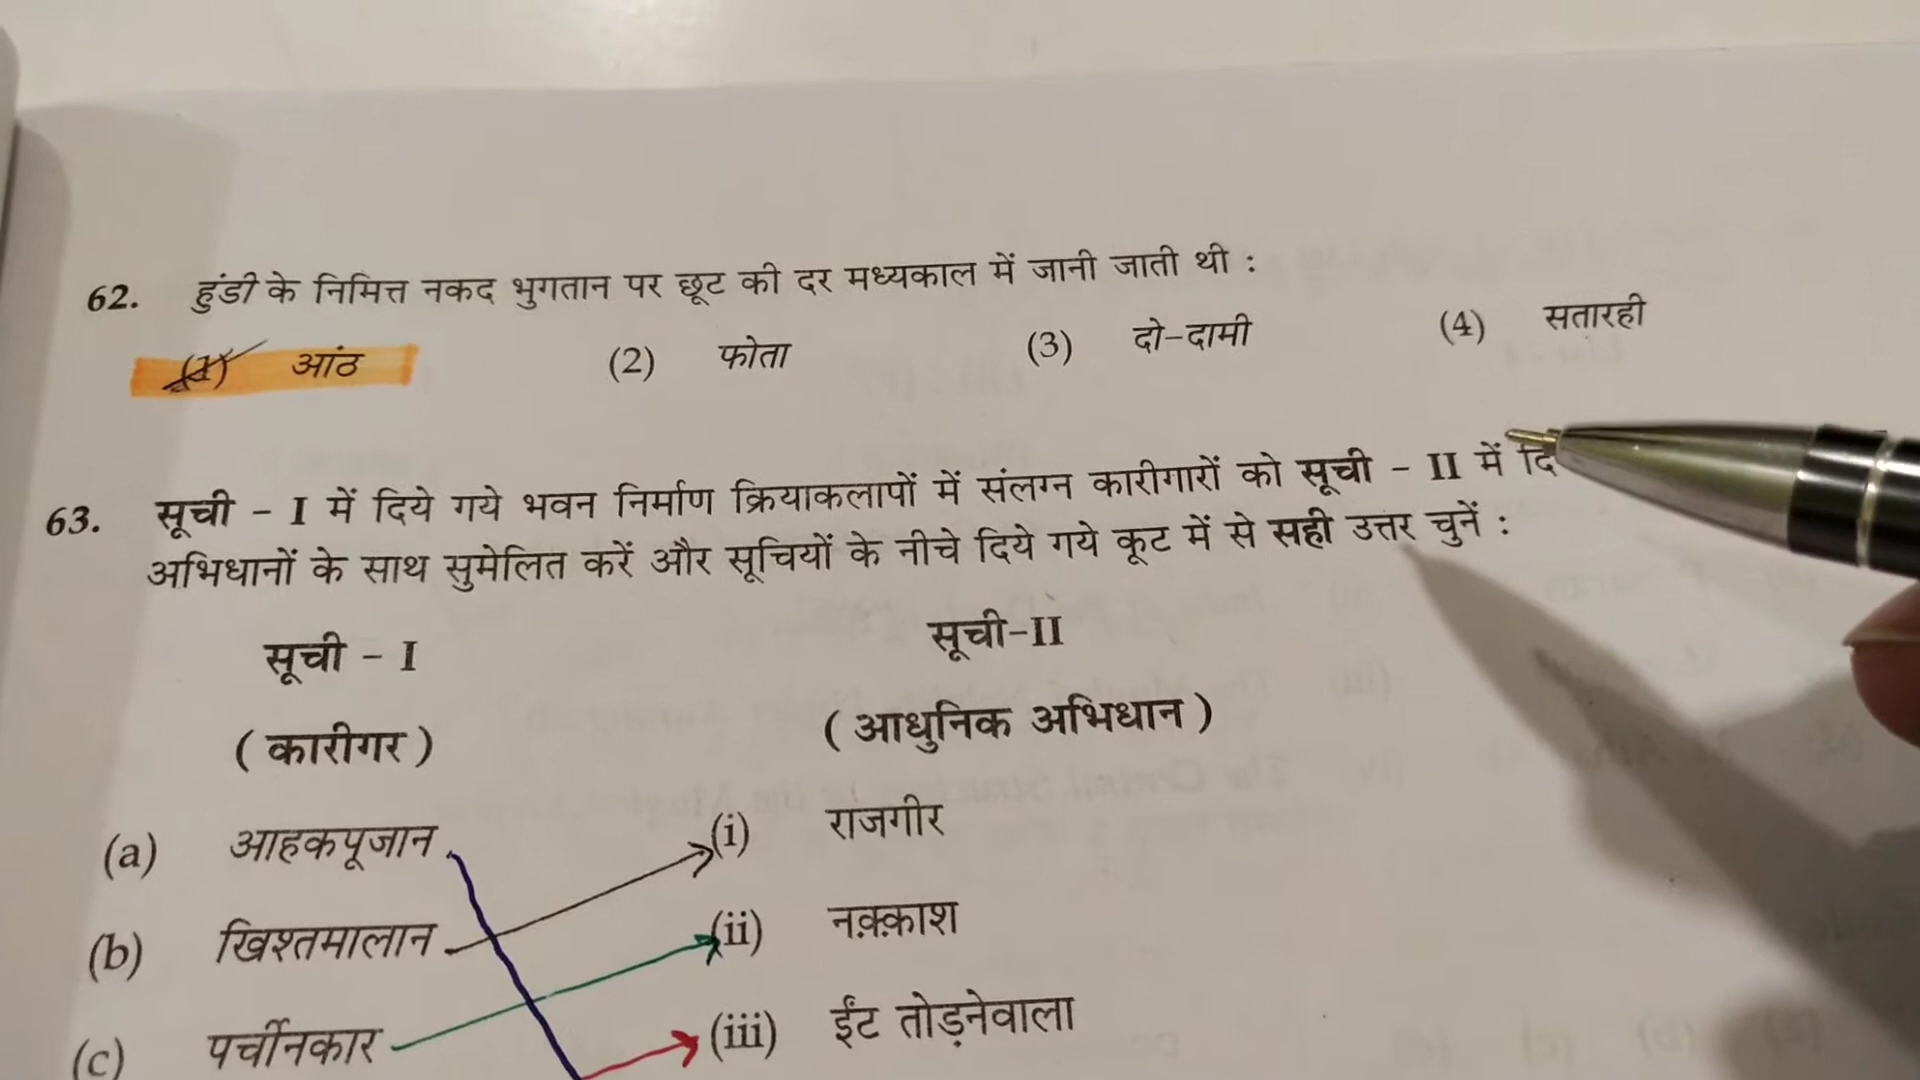 62. हुंडी के निमित्त नकद भुगतान पर छूट की दर मध्यकाल में जानी जाती थी :
(1) आंठ (2) फोता (3) दो-दामी (4) सतारही
63. सूची - I में दिये गये भवन निर्माण क्रियाकलापों में संलग्न कारीगारों को सूची - II में
अभिधानों के साथ सुमेलित करें और सूचियों के नीचे दिये गये कूट में से सही उत्तर चुनें :
सूची - I सूची-II
( कारीगर ) ( आधुनिक अभिधान )
(a) आहकपूजान (i) राजगीर
(b) खिश्तमालान (ii) नक़्क़ाश
(c) पर्चीनकार (iii) ईंट तोड़नेवाला